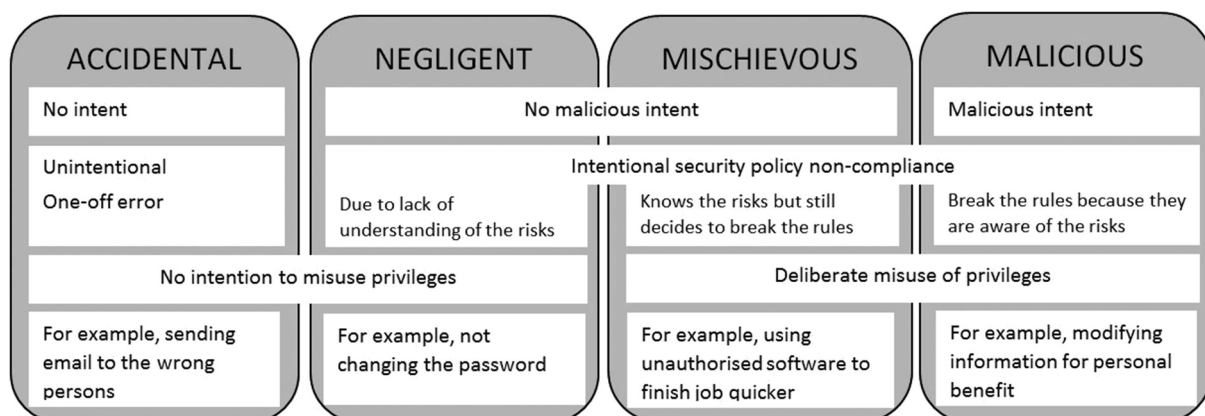 ACCIDENTAL
NEGLIGENT
MISCHIEVOUS
MALICIOUS
No intent
No malicious intent
Malicious intent
Unintentional
One-off error
Intentional security policy non-compliance
Due to lack of
understanding of the risks
Knows the risks but still
decides to break the rules
Break the rules because they
are aware of the risks
No intention to misuse privileges
Deliberate misuse of privileges
For example, sending
email to the wrong
persons
For example, not
changing the password
For example, using
unauthorised software to
finish job quicker
For example, modifying
information for personal
benefit